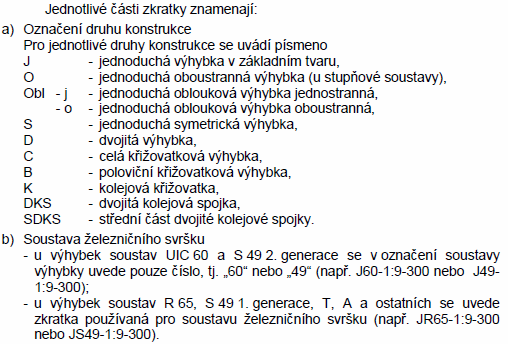 Jednotlivé části zkratky znamenají:
a) Označení druhu konstrukce
Pro jednotlivé druhy konstrukce se uvádí písmeno
J - jednoduchá výhybka v základním tvaru,
O - jednoduchá oboustranná výhybka (u stupňové soustavy),
Obl - j - jednoduchá oblouková výhybka jednostranná,
- o - jednoduchá oblouková výhybka oboustranná,
S - jednoduchá symetrická výhybka,
D - dvojitá výhybka,
C - celá křižovatková výhybka,
B - poloviční křižovatková výhybka,
K - kolejová křižovatka,
DKS - dvojitá kolejová spojka,
SDKS - střední část dvojité kolejové spojky.
b) Soustava železničního svršku
- u výhybek soustav UIC 60 a S 49 2. generace se v označení soustavy
výhybky uvede pouze číslo, tj. „60" nebo „49" (např. J60-1:9-300 nebo J49-
1:9-300);
- u výhybek soustav R 65, S 49 1. generace, T, A a ostatních se uvede
zkratka používaná pro soustavu železničního svršku (např. JR65-1:9-300
nebo JS49-1:9-300).